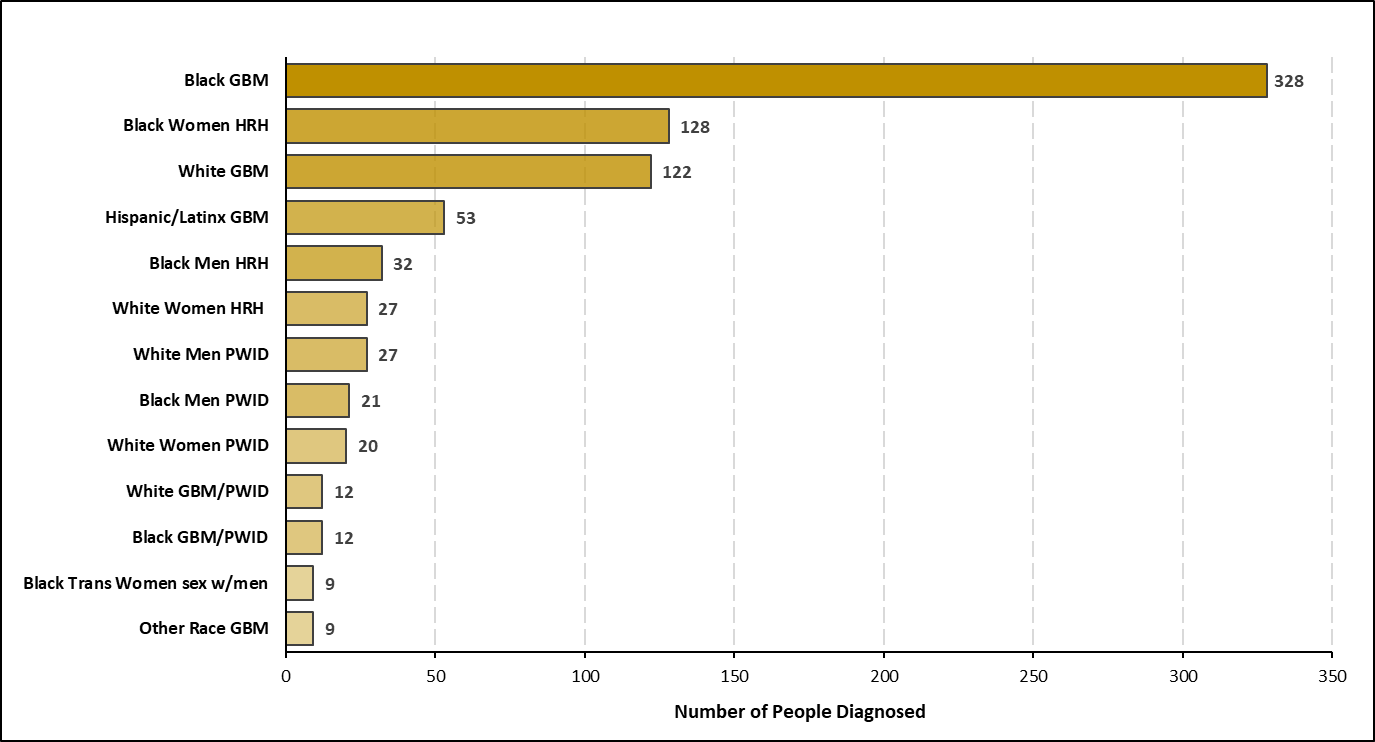 Black GBM 328
Black Women HRH 128
White GBM 122
Hispanic/Latinx GBM 53
Black Men HRH 32
White Women HRH 27
White Men PWID 27
Black Men PWID 21
White Women PWID 20
White GBM/PWID 12
Black GBM/PWID 12
Black Trans Women sex w/men 9
Other Race GBM 9
0 50 100 150 200 250 300 350
Number of People Diagnosed